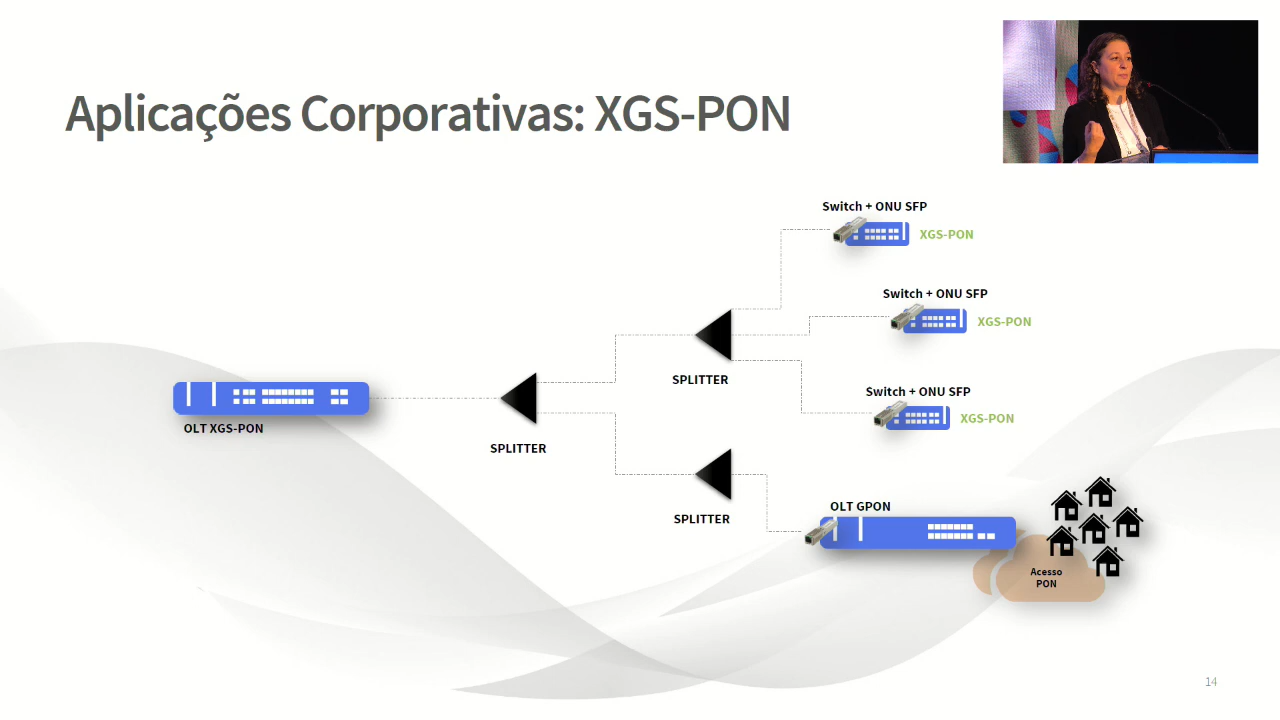 Aplicações Corporativas: XGS-PON
Switch + ONU SFP
XGS-PON
Switch + ONU SFP
XGS-PON
SPLITTER
Switch + ONU SFP
XGS-PON
OLT XGS-PON
SPLITTER
OLT GPON
SPLITTER
Acesso
PON
14